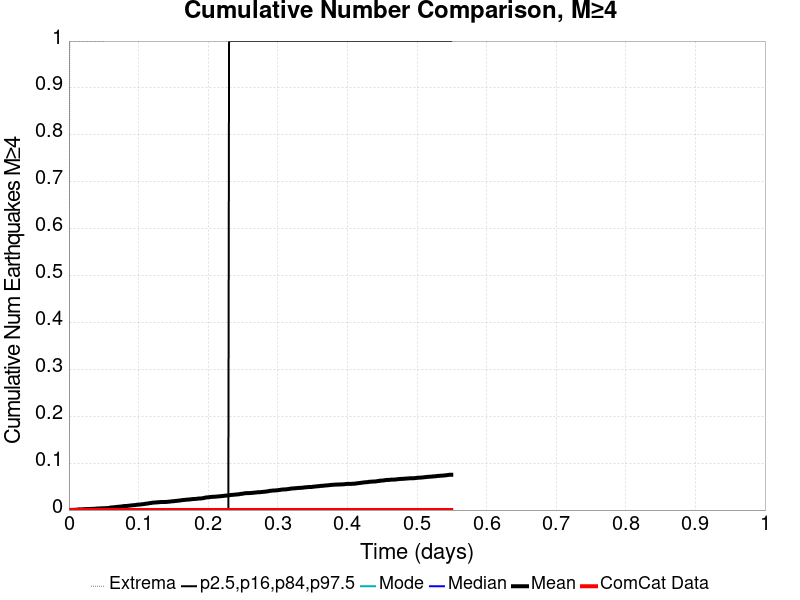 Cumulative Number Comparison, M≥4
Cumulative Num Earthquakes M≥4
1
0.9
0.8
0.7
0.6
0.5
0.4
0.3
0.2
0.1
0
0 0.1 0.2 0.3 0.4 0.5 0.6 0.7 0.8 0.9 1
Time (days)
Extrema p2.5,p16,p84,p97.5 Mode Median Mean ComCat Data